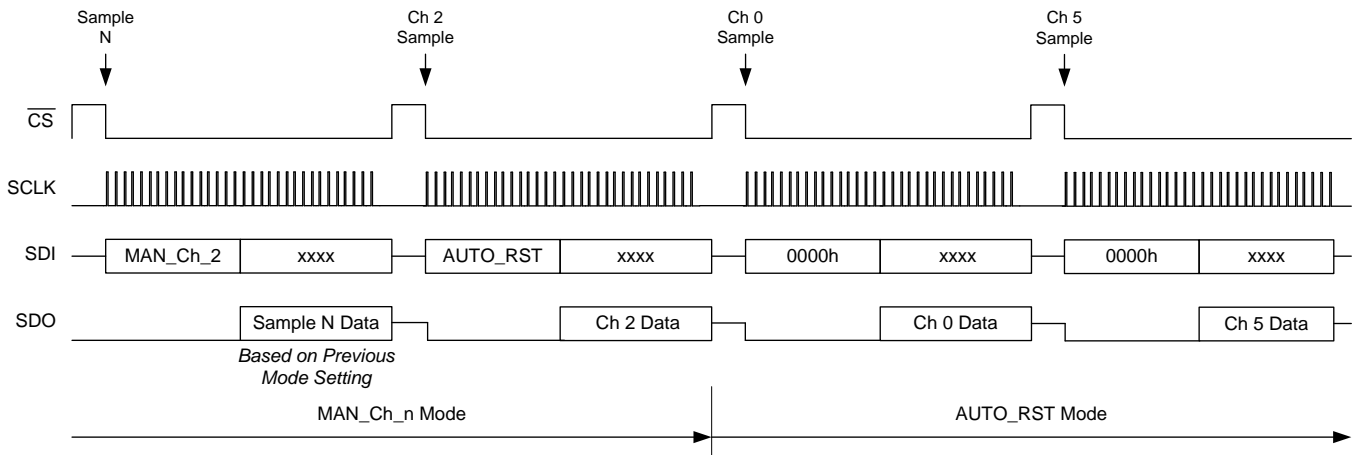 Sample
N
Ch 2
Sample
Ch 0
Sample
Ch 5
Sample
CS
SCLK
SDI
MAN_Ch_2
xxxx
AUTO_RST
xxxx
0000h
xxxx
0000h
xxxx
SDO
Sample N Data
Ch 2 Data
Ch 0 Data
Ch 5 Data
Based on Previous
Mode Setting
MAN_Ch_n Mode
AUTO_RST Mode